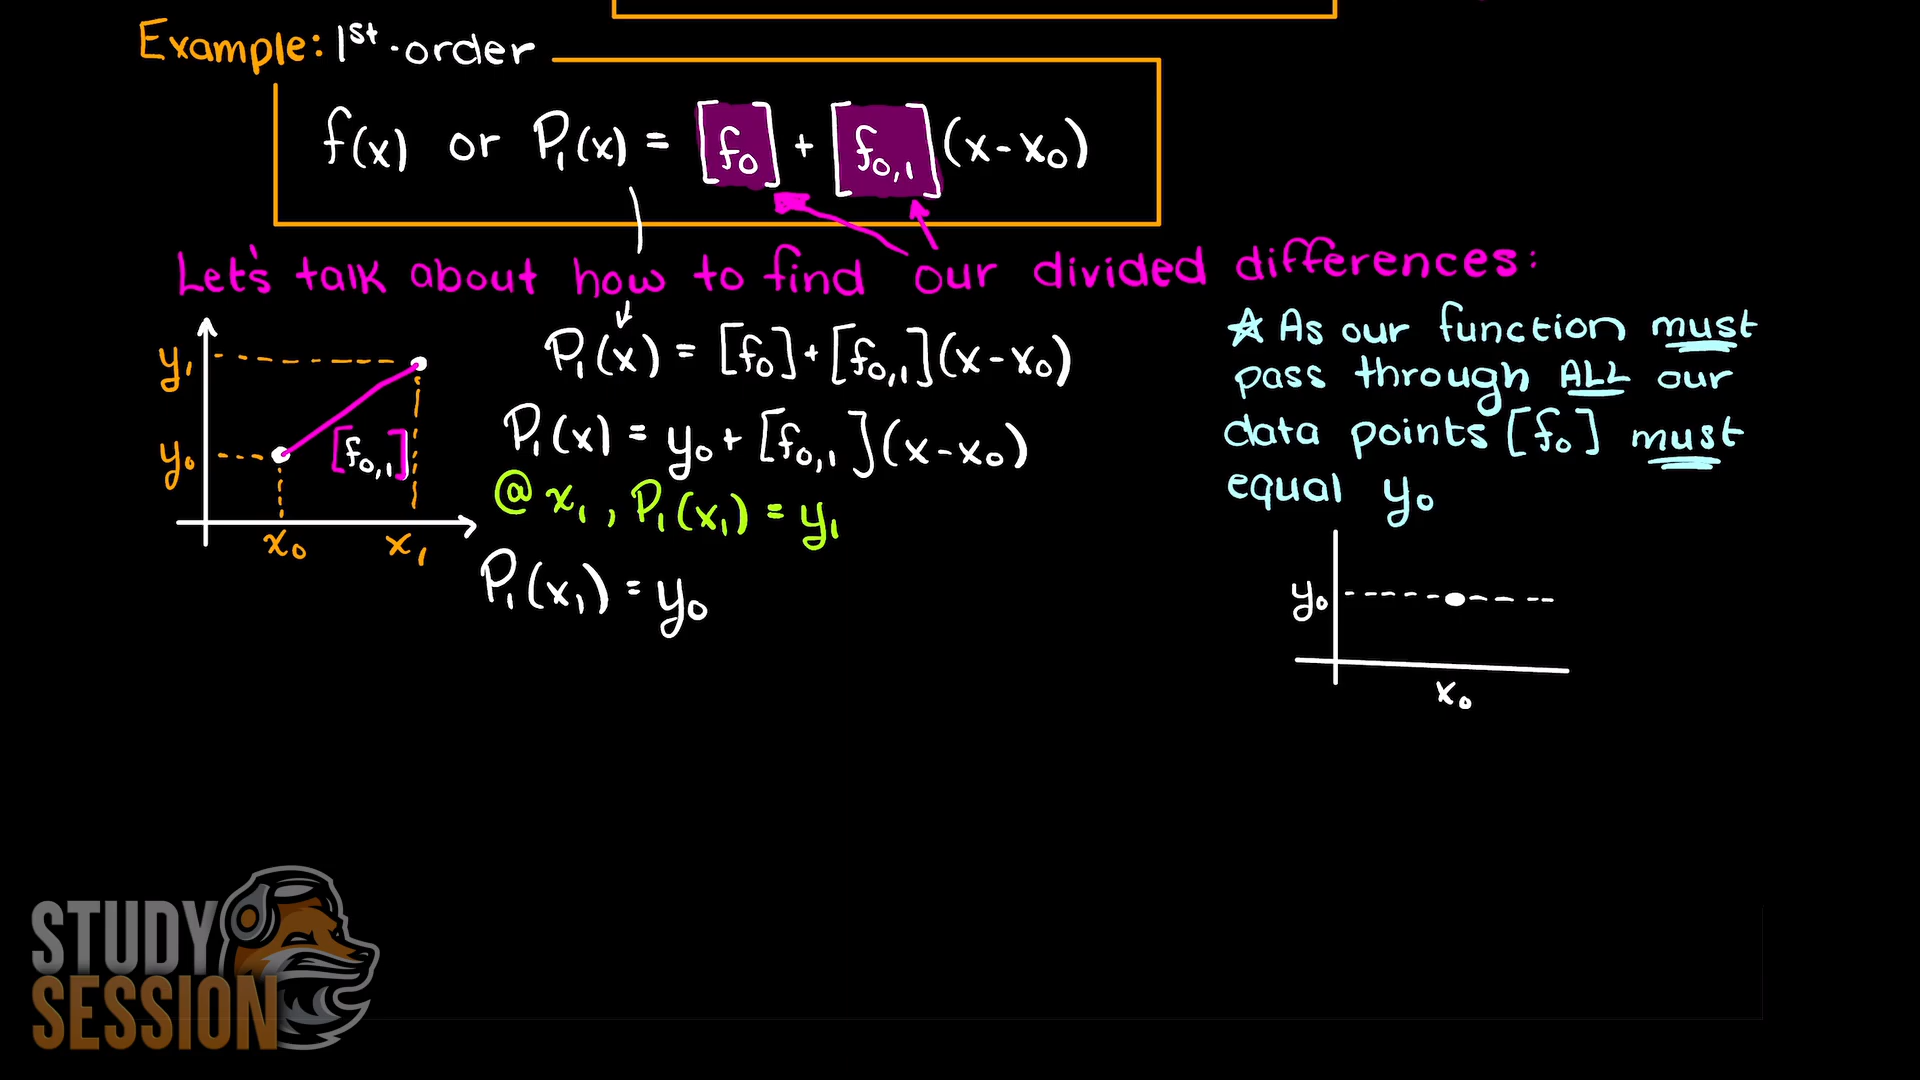 Example: 1st-order
f(x) or P₁(x) = [f₀] + [f₀,₁](x-x₀)
Let's talk about how to find our divided differences:
y₁
y₀
[f₀,₁]
x₀ x₁
P₁(x) = [f₀] + [f₀,₁](x-x₀)
P₁(x) = y₀ + [f₀,₁](x-x₀)
@ x₁, P₁(x₁) = y₁
P₁(x₁) = y₀
☆ As our function must
pass through ALL our
data points [f₀] must
equal y₀
y₀
x₀
STUDY
SESSION